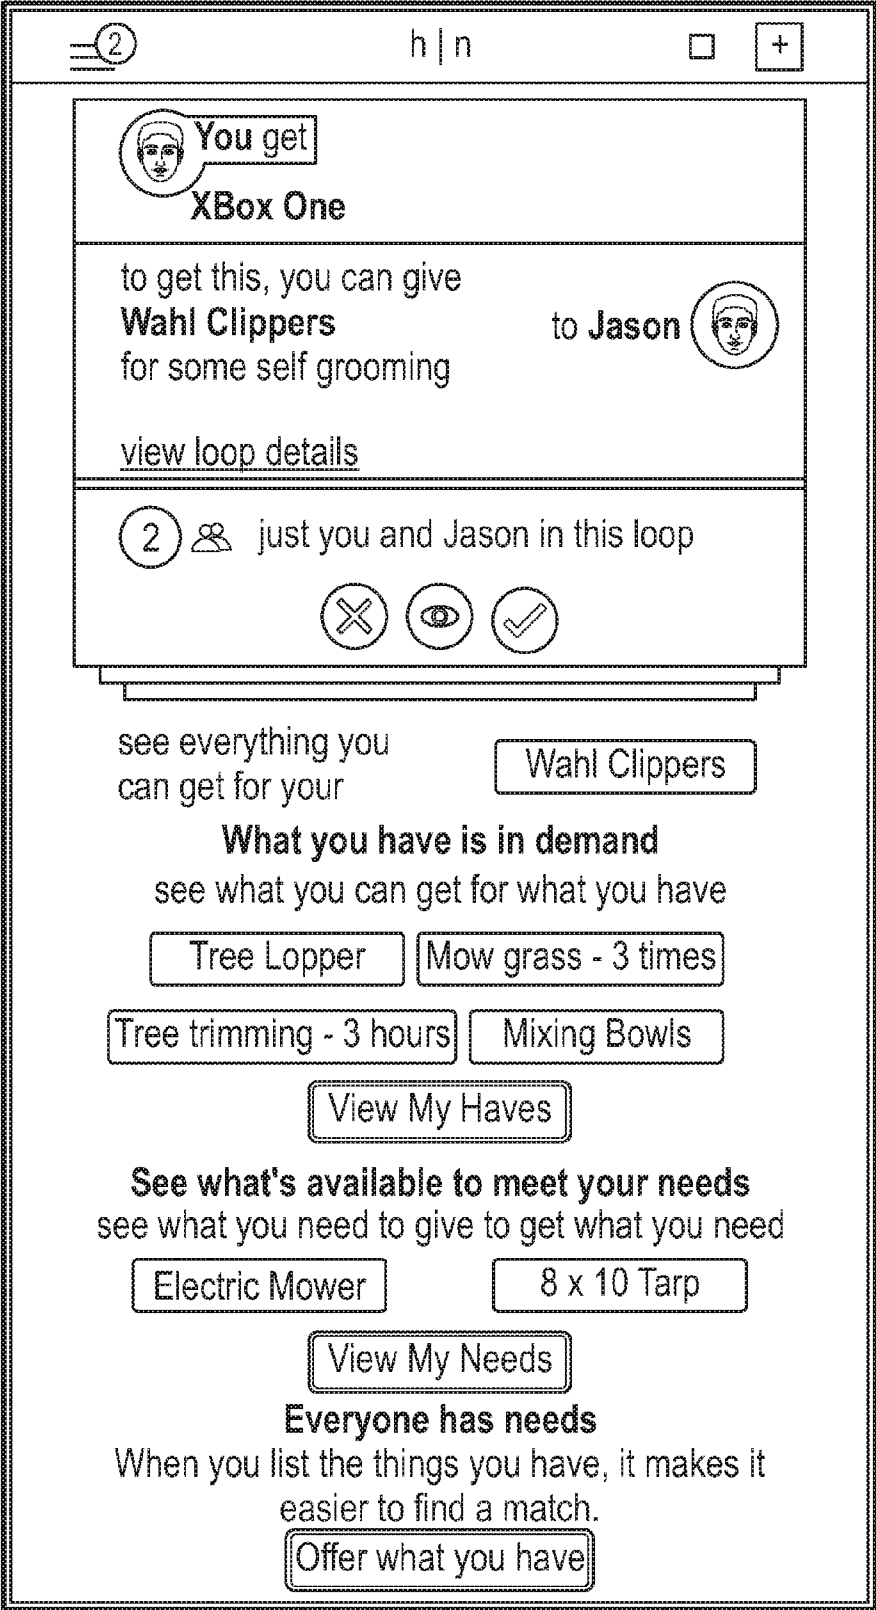 2
h|n
+
You get
XBox One
to get this, you can give
Wahl Clippers
to Jason
for some self grooming
view loop details
2 just you and Jason in this loop
see everything you
can get for your
Wahl Clippers
What you have is in demand
see what you can get for what you have
Tree Lopper Mow grass - 3 times
Tree trimming - 3 hours Mixing Bowls
View My Haves
See what's available to meet your needs
see what you need to give to get what you need
Electric Mower 8 x 10 Tarp
View My Needs
Everyone has needs
When you list the things you have, it makes it
easier to find a match.
Offer what you have